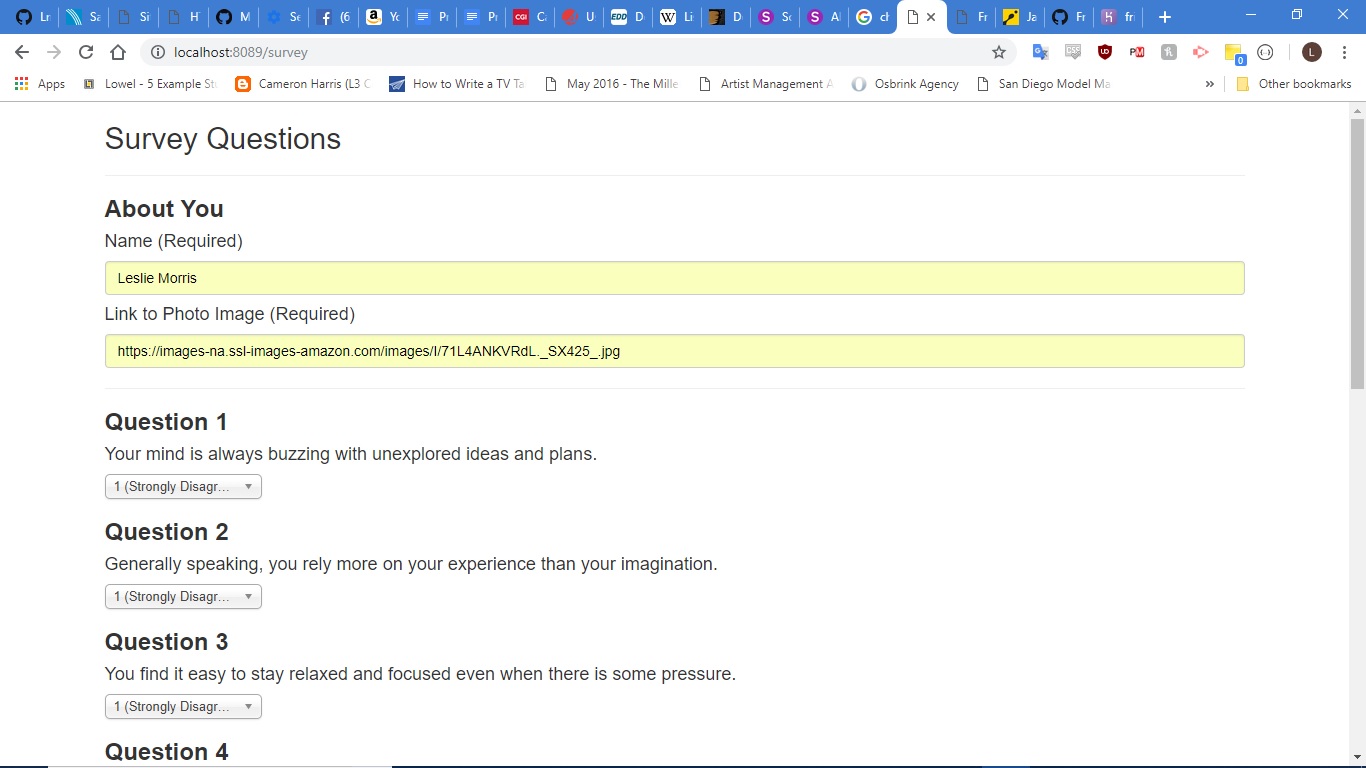 Lr Sa Si H M Se (6 Yo Pr Pr CGI C U EDD D W Li D S Sc S Al G ch Fr Ja Fr fr
localhost:8089/survey
0 L
Apps Lowel - 5 Example Stu Cameron Harris (L3 C How to Write a TV Ta May 2016 - The Mille Artist Management A Osbrink Agency San Diego Model Ma » Other bookmarks
Survey Questions
About You
Name (Required)
Leslie Morris
Link to Photo Image (Required)
https://images-na.ssl-images-amazon.com/images/I/71L4ANKVRdL._SX425_.jpg
Question 1
Your mind is always buzzing with unexplored ideas and plans.
1 (Strongly Disagr...
Question 2
Generally speaking, you rely more on your experience than your imagination.
1 (Strongly Disagr...
Question 3
You find it easy to stay relaxed and focused even when there is some pressure.
1 (Strongly Disagr...
Question 4